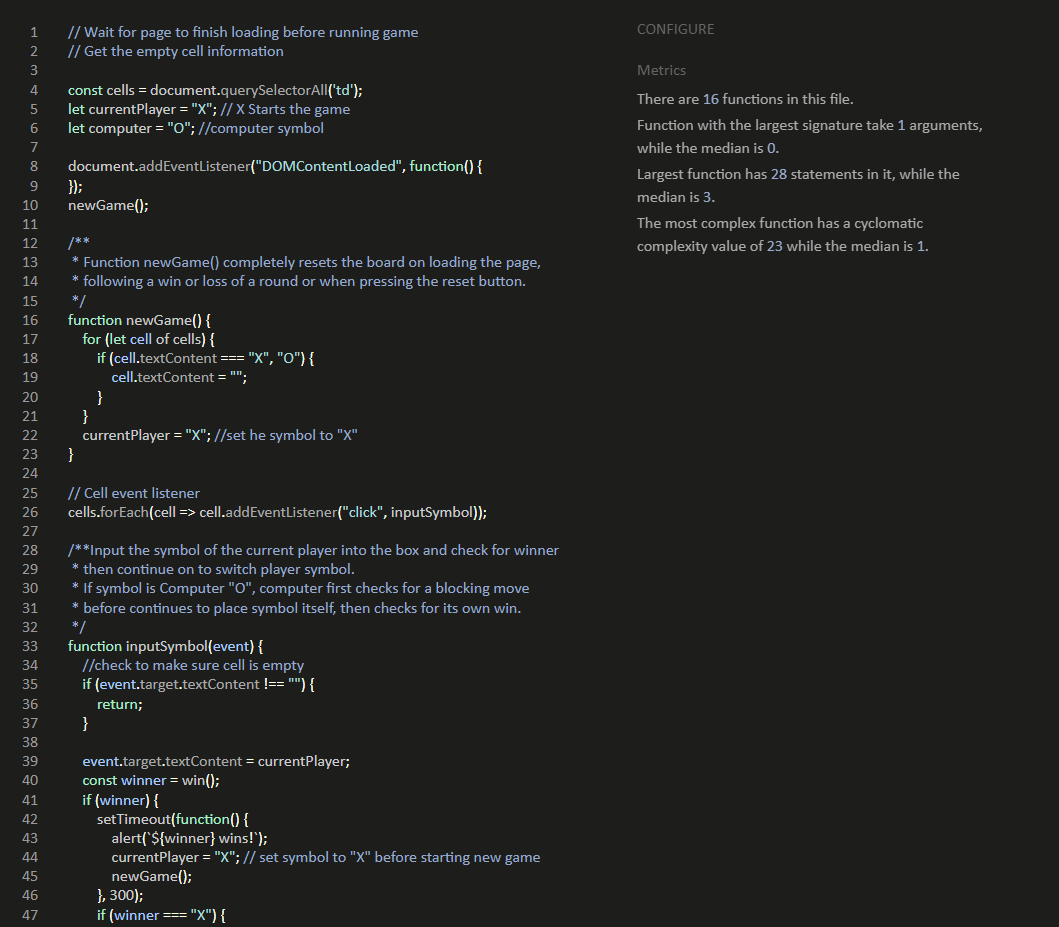 1 // Wait for page to finish loading before running game
2 // Get the empty cell information
3
4 const cells = document.querySelectorAll('td');
5 let currentPlayer = "X"; // X Starts the game
6 let computer = "O"; //computer symbol
7
8 document.addEventListener("DOMContentLoaded", function() {
9 });
10 newGame();
11
12 /**
13 * Function newGame() completely resets the board on loading the page,
14 * following a win or loss of a round or when pressing the reset button.
15 */
16 function newGame() {
17 for (let cell of cells) {
18 if (cell.textContent === "X", "O") {
19 cell.textContent = "";
20 }
21 }
22 currentPlayer = "X"; //set he symbol to "X"
23 }
24
25 // Cell event listener
26 cells.forEach(cell => cell.addEventListener("click", inputSymbol));
27
28 /**Input the symbol of the current player into the box and check for winner
29 * then continue on to switch player symbol.
30 * If symbol is Computer "O", computer first checks for a blocking move
31 * before continues to place symbol itself, then checks for its own win.
32 */
33 function inputSymbol(event) {
34 //check to make sure cell is empty
35 if (event.target.textContent !== "") {
36 return;
37 }
38
39 event.target.textContent = currentPlayer;
40 const winner = win();
41 if (winner) {
42 setTimeout(function() {
43 alert(`${winner} wins!`);
44 currentPlayer = "X"; // set symbol to "X" before starting new game
45 newGame();
46 }, 300);
47 if (winner === "X") {
CONFIGURE
Metrics
There are 16 functions in this file.
Function with the largest signature take 1 arguments,
while the median is 0.
Largest function has 28 statements in it, while the
median is 3.
The most complex function has a cyclomatic
complexity value of 23 while the median is 1.